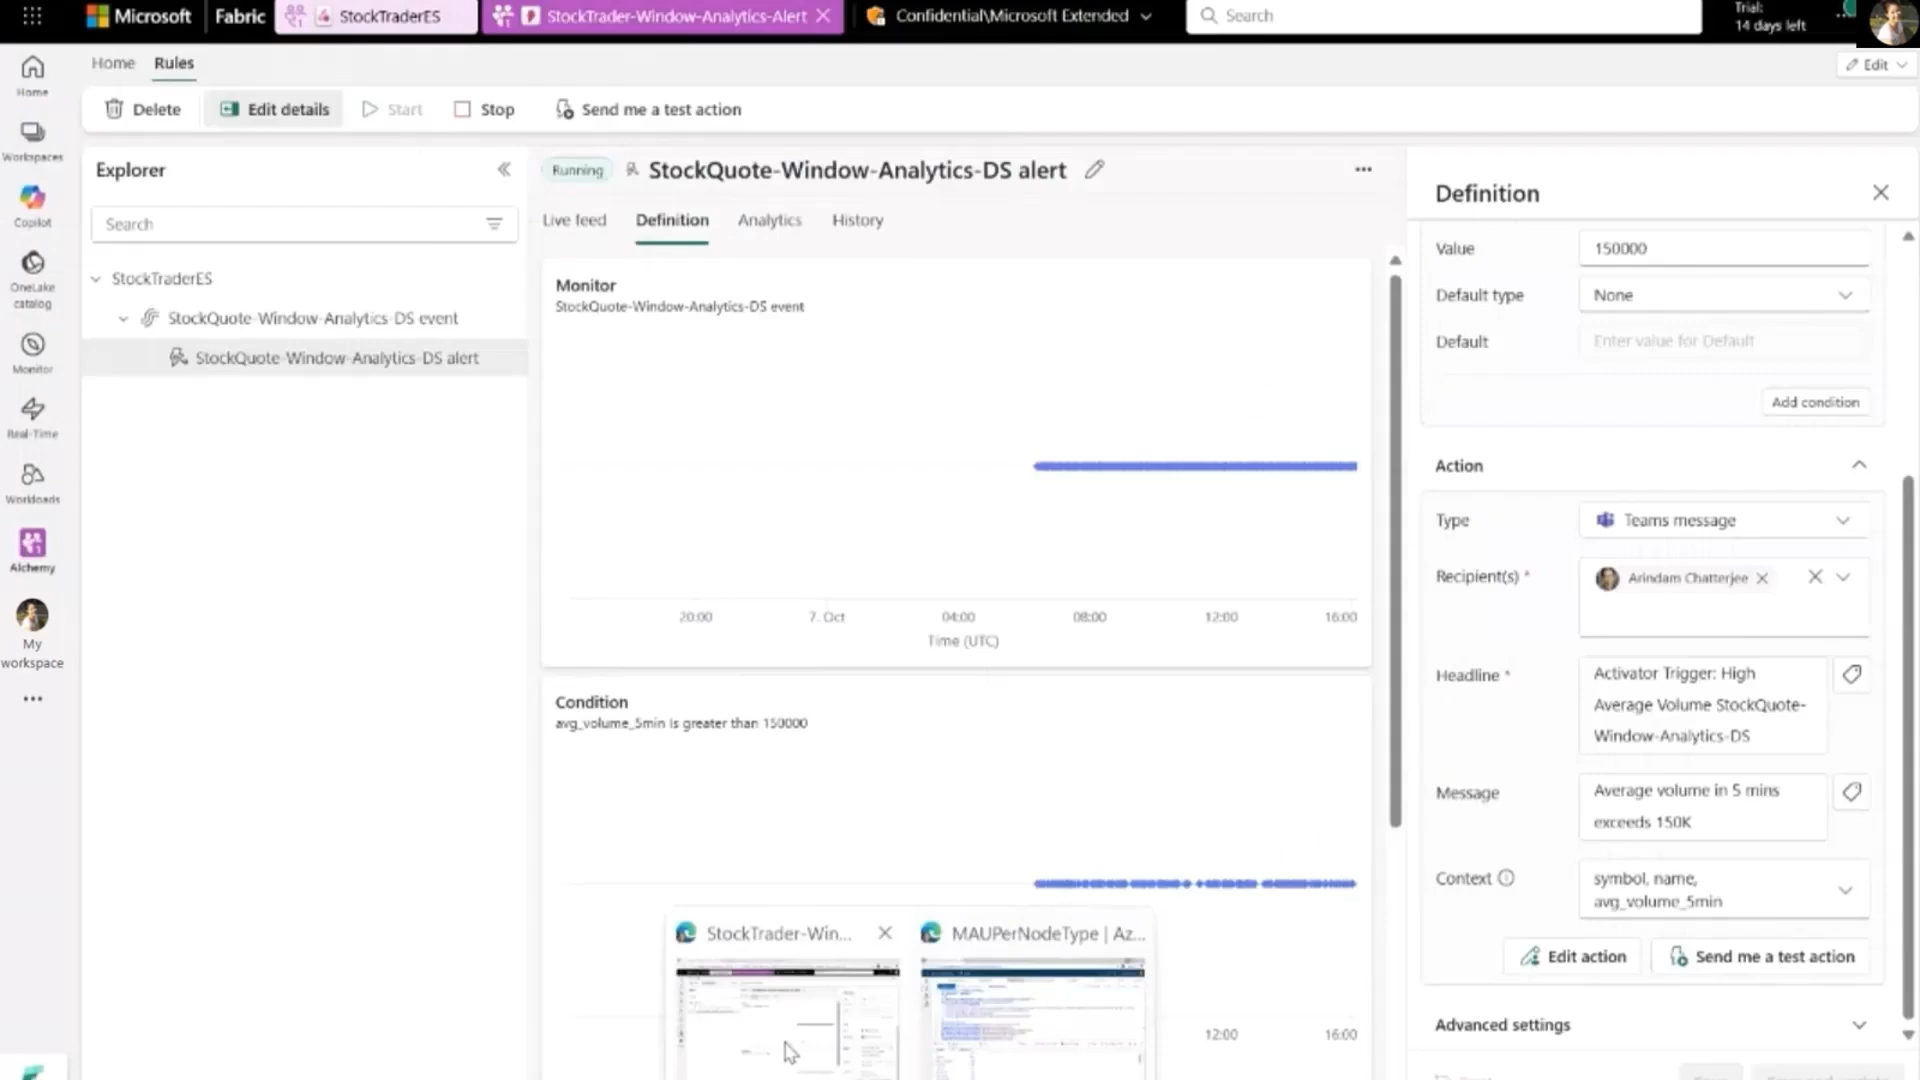 Microsoft
Fabric
StockTraderES
StockTrader-Window-Analytics-Alert
Confidential\Microsoft Extended
Search
Trial:
14 days left
Home
Rules
Edit
Delete
Edit details
Start
Stop
Send me a test action
Home
Workspaces
Copilot
OneLake
catalog
Monitor
Real-Time
Workloads
Alchemy
My
workspace
Explorer
Search
StockTraderES
StockQuote-Window-Analytics-DS event
StockQuote-Window-Analytics-DS alert
Running
StockQuote-Window-Analytics-DS alert
Live feed
Definition
Analytics
History
Monitor
StockQuote-Window-Analytics-DS event
20:00
7. Oct
04:00
08:00
12:00
16:00
Time (UTC)
Condition
avg_volume_5min is greater than 150000
12:00
16:00
StockTrader-Win...
MAUPerNodeType | Az...
Definition
Value
150000
Default type
None
Default
Enter value for Default
Add condition
Action
Type
Teams message
Recipient(s) *
Arindam Chatterjee
Headline *
Activator Trigger: High
Average Volume StockQuote-
Window-Analytics-DS
Message
Average volume in 5 mins
exceeds 150K
Context
symbol, name,
avg_volume_5min
Edit action
Send me a test action
Advanced settings